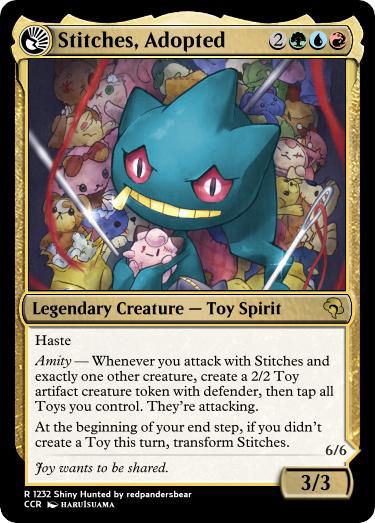 Stitches, Adopted 2
Legendary Creature — Toy Spirit
Haste
Amity — Whenever you attack with Stitches and
exactly one other creature, create a 2/2 Toy
artifact creature token with defender, then tap all
Toys you control. They're attacking.
At the beginning of your end step, if you didn't
create a Toy this turn, transform Stitches.
6/6
Joy wants to be shared.
3/3
R 1232 Shiny Hunted by redpandersbear
CCR HARUISUAMA